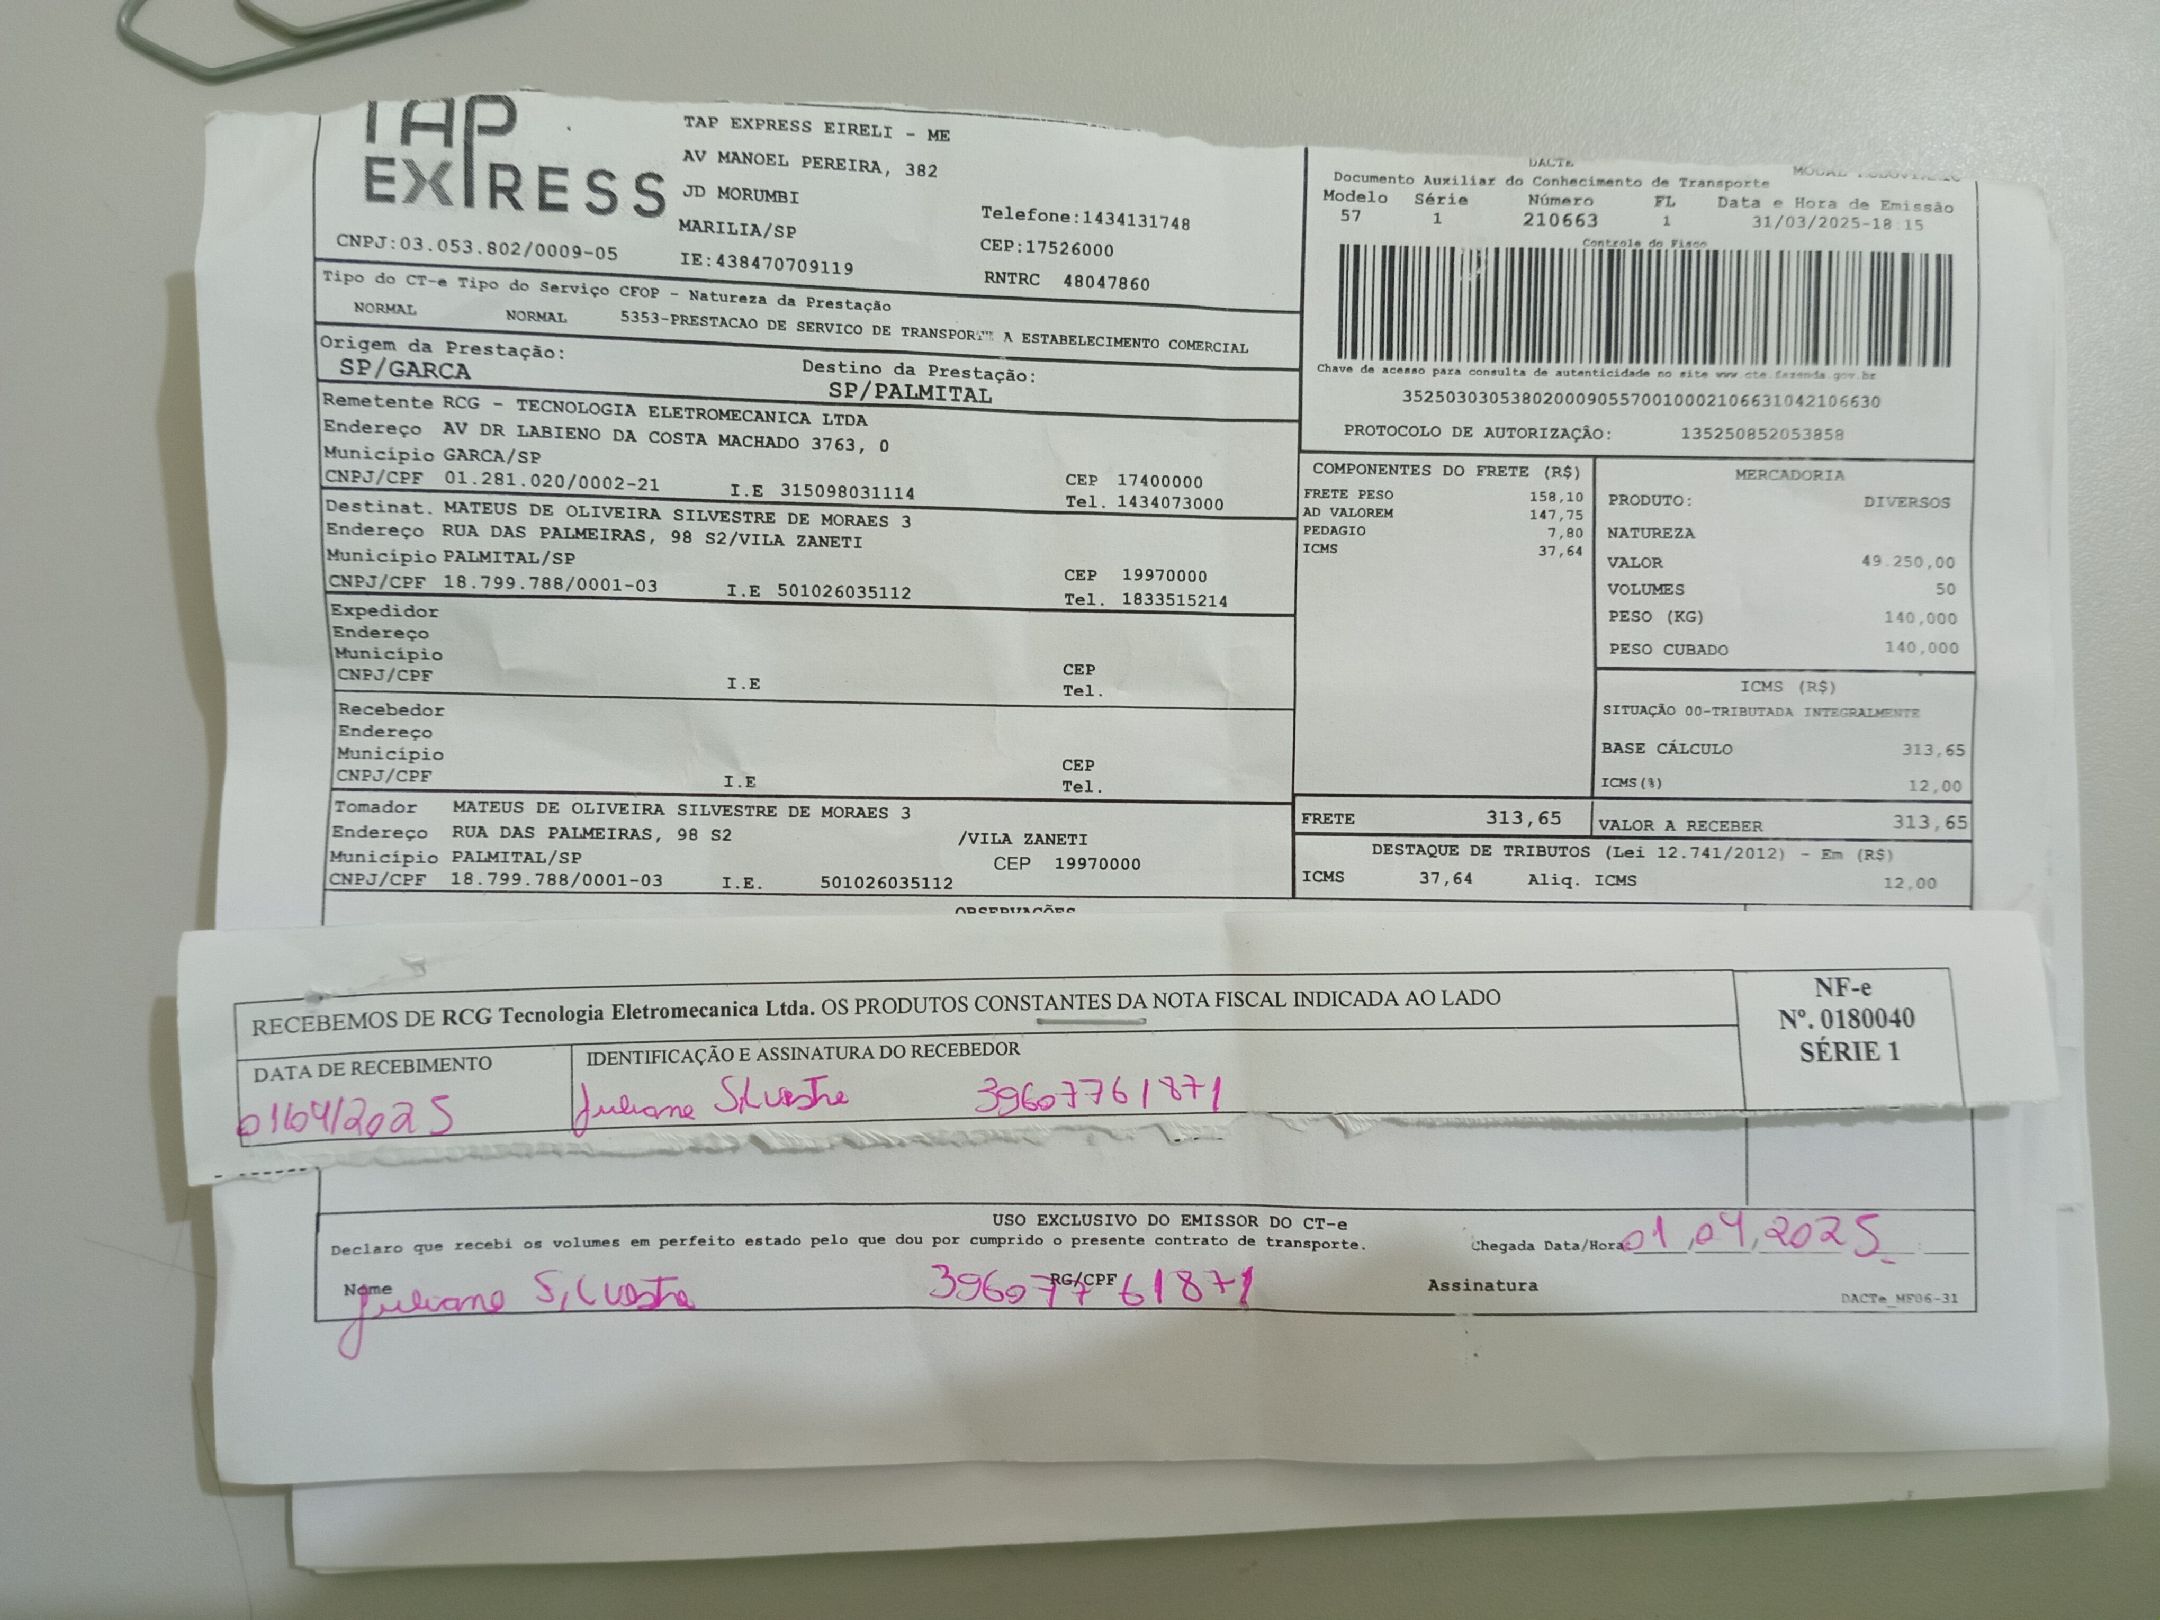 TAP
EXPRESS
TAP EXPRESS EIRELI - ME
AV MANOEL PEREIRA, 382
JD MORUMBI
MARILIA/SP
CNPJ:03.053.802/0009-05
IE:438470709119
Telefone:1434131748
CEP:17526000
RNTRC 48047860
DACTe
Documento Auxiliar do Conhecimento de Transporte
Modelo Série Número FL Data e Hora de Emissão
57 1 210663 1 31/03/2025-18:15
Controle do Fisco
Chave de acesso para consulta de autenticidade no site www cte.fazenda.gov.br
35250303053802000905570010002106631042106630
PROTOCOLO DE AUTORIZAÇÃO: 135250852053858
Tipo do CT-e Tipo do Serviço CFOP - Natureza da Prestação
NORMAL NORMAL 5353-PRESTACAO DE SERVICO DE TRANSPORTE A ESTABELECIMENTO COMERCIAL
Origem da Prestação: Destino da Prestação:
SP/GARCA SP/PALMITAL
Remetente RCG - TECNOLOGIA ELETROMECANICA LTDA
Endereço AV DR LABIENO DA COSTA MACHADO 3763, 0
Município GARCA/SP CEP 17400000
CNPJ/CPF 01.281.020/0002-21 I.E 315098031114 Tel. 1434073000
Destinat. MATEUS DE OLIVEIRA SILVESTRE DE MORAES 3
Endereço RUA DAS PALMEIRAS, 98 S2/VILA ZANETI
Município PALMITAL/SP CEP 19970000
CNPJ/CPF 18.799.788/0001-03 I.E 501026035112 Tel. 1833515214
Expedidor
Endereço
Município CEP
CNPJ/CPF I.E Tel.
Recebedor
Endereço
Município CEP
CNPJ/CPF I.E Tel.
Tomador MATEUS DE OLIVEIRA SILVESTRE DE MORAES 3
Endereço RUA DAS PALMEIRAS, 98 S2 /VILA ZANETI
Município PALMITAL/SP CEP 19970000
CNPJ/CPF 18.799.788/0001-03 I.E. 501026035112
COMPONENTES DO FRETE (R$)
FRETE PESO 158,10
AD VALOREM 147,75
PEDAGIO 7,80
ICMS 37,64
MERCADORIA
PRODUTO: DIVERSOS
NATUREZA
VALOR 49.250,00
VOLUMES 50
PESO (KG) 140,000
PESO CUBADO 140,000
ICMS (R$)
SITUAÇÃO 00-TRIBUTADA INTEGRALMENTE
BASE CÁLCULO 313,65
ICMS(%) 12,00
FRETE 313,65 VALOR A RECEBER 313,65
DESTAQUE DE TRIBUTOS (Lei 12.741/2012) - Em (R$)
ICMS 37,64 Aliq. ICMS 12,00
OBSERVAÇÕES
RECEBEMOS DE RCG Tecnologia Eletromecanica Ltda. OS PRODUTOS CONSTANTES DA NOTA FISCAL INDICADA AO LADO
NF-e
Nº. 0180040
SÉRIE 1
DATA DE RECEBIMENTO IDENTIFICAÇÃO E ASSINATURA DO RECEBEDOR
01/04/2025 Juliane Silvestre 39607761871
USO EXCLUSIVO DO EMISSOR DO CT-e
Declaro que recebi os volumes em perfeito estado pelo que dou por cumprido o presente contrato de transporte. Chegada Data/Hora 01,04,2025
Nome Juliane Silvestre RG/CPF 39607761871 Assinatura
DACTe_MF06-31